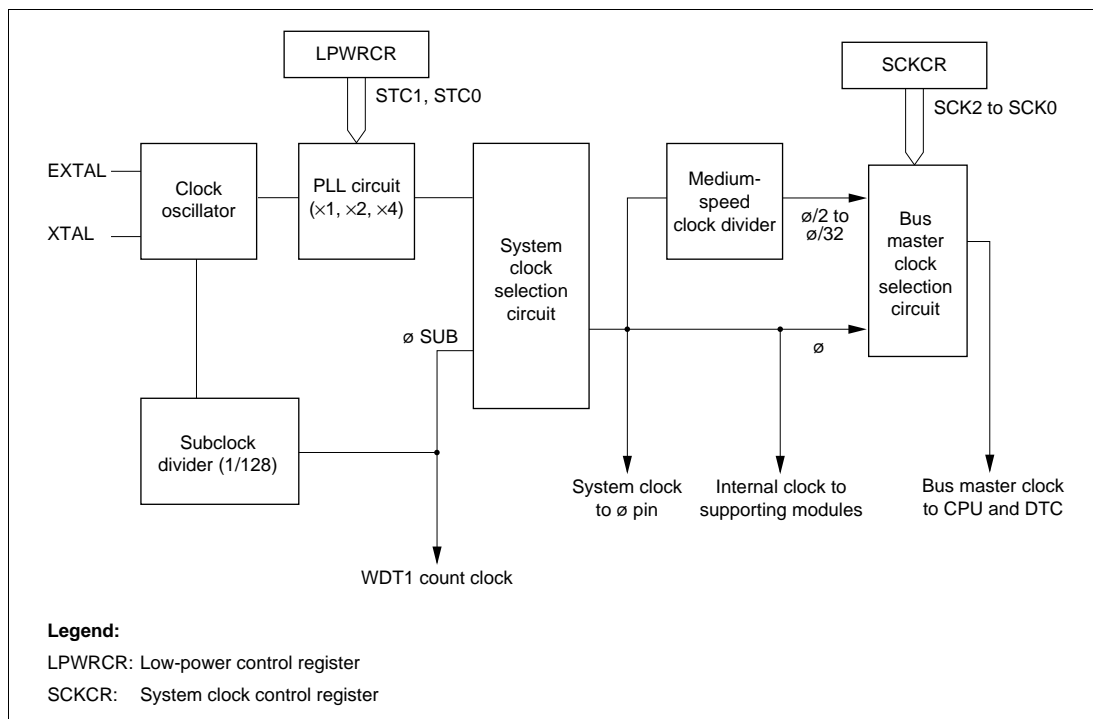 LPWRCR
STC1, STC0
SCKCR
SCK2 to SCK0
EXTAL
XTAL
Clock
oscillator
PLL circuit
(×1, ×2, ×4)
System
clock
selection
circuit
Medium-
speed
clock divider
ø/2 to
ø/32
Bus
master
clock
selection
circuit
ø SUB
ø
Subclock
divider (1/128)
System clock
to ø pin
Internal clock to
supporting modules
Bus master clock
to CPU and DTC
WDT1 count clock
Legend:
LPWRCR: Low-power control register
SCKCR: System clock control register